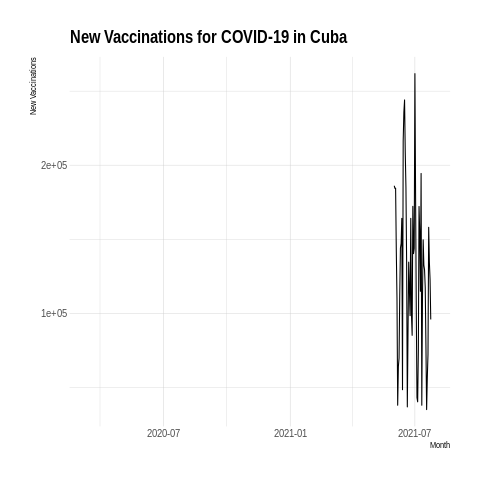 New Vaccinations for COVID-19 in Cuba
New Vaccinations
2e+05
1e+05
2020-07
2021-01
2021-07
Month